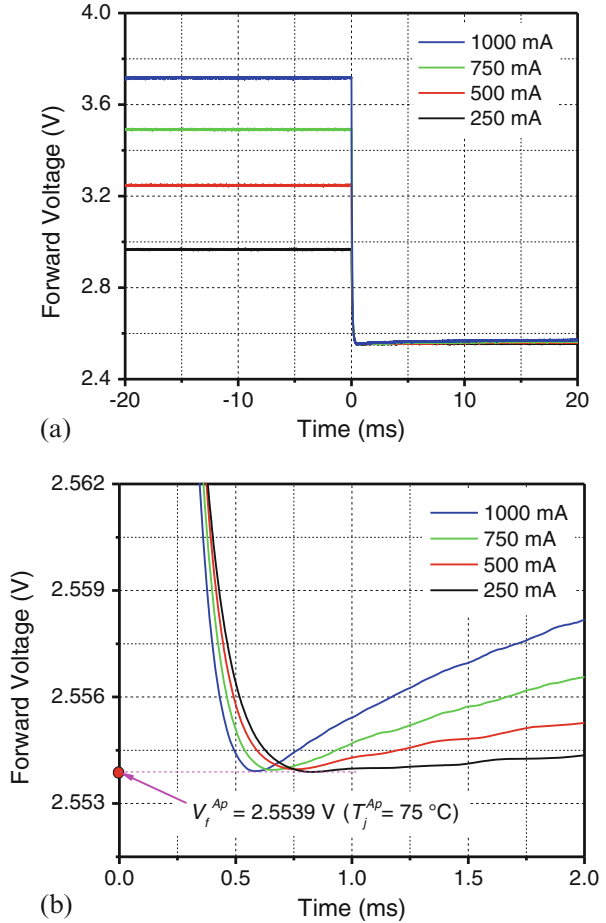 4.0
3.6
3.2
2.8
2.4
Forward Voltage (V)
1000 mA
750 mA
500 mA
250 mA
-20
-10
0
10
20
Time (ms)
(a)
2.562
2.559
2.556
2.553
Forward Voltage (V)
1000 mA
750 mA
500 mA
250 mA
V_f^Ap = 2.5539 V (T_j^Ap = 75 °C)
0.0
0.5
1.0
1.5
2.0
Time (ms)
(b)